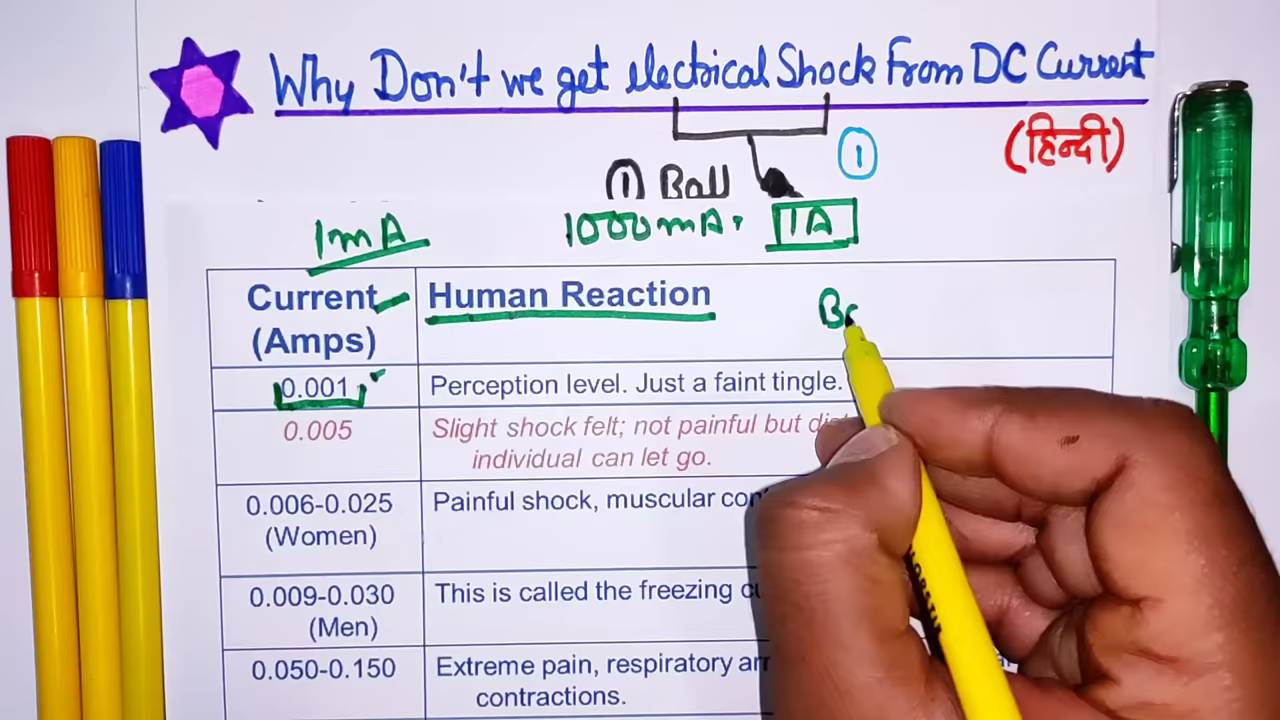 Why Don't we get electrical Shock From DC Current
(हिन्दी)
① Ball
①
1mA
1000mA =
1A
Current
(Amps)
Human Reaction
0.001
Perception level. Just a faint tingle.
0.005
Slight shock felt; not painful but
individual can let go.
0.006-0.025
(Women)
Painful shock, muscular
0.009-0.030
(Men)
This is called the freezing
0.050-0.150
Extreme pain, respiratory
contractions.